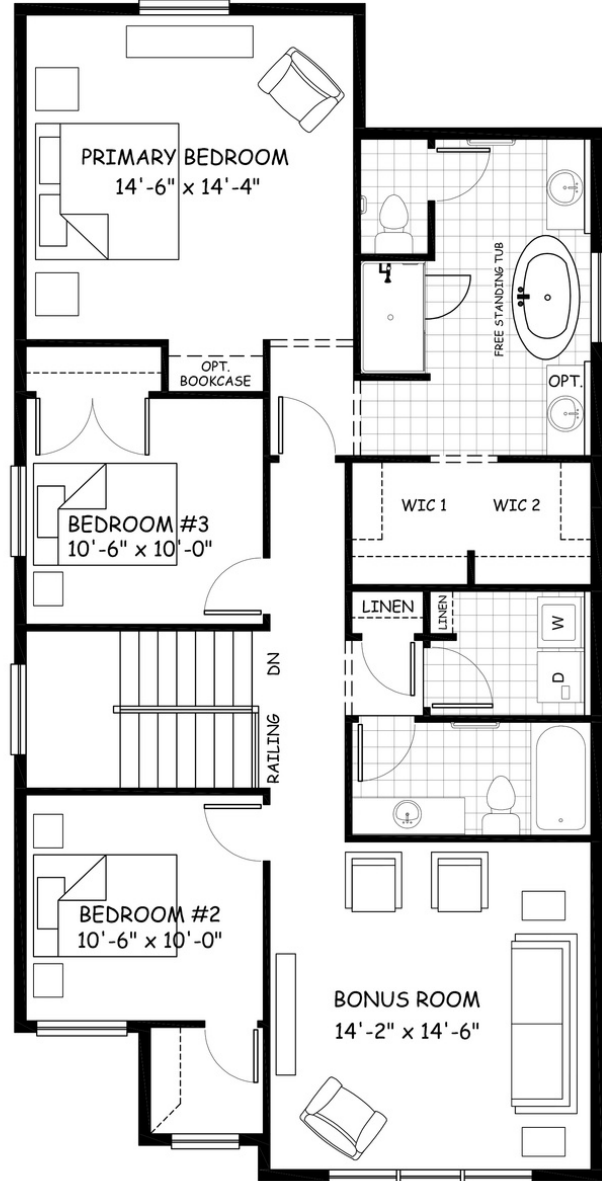 PRIMARY BEDROOM
14'-6" x 14'-4"
FREE STANDING TUB
OPT.
BOOKCASE
OPT.
BEDROOM #3
10'-6" x 10'-0"
WIC 1
WIC 2
LINEN
LINEN
W
D
DN
RAILING
BEDROOM #2
10'-6" x 10'-0"
BONUS ROOM
14'-2" x 14'-6"